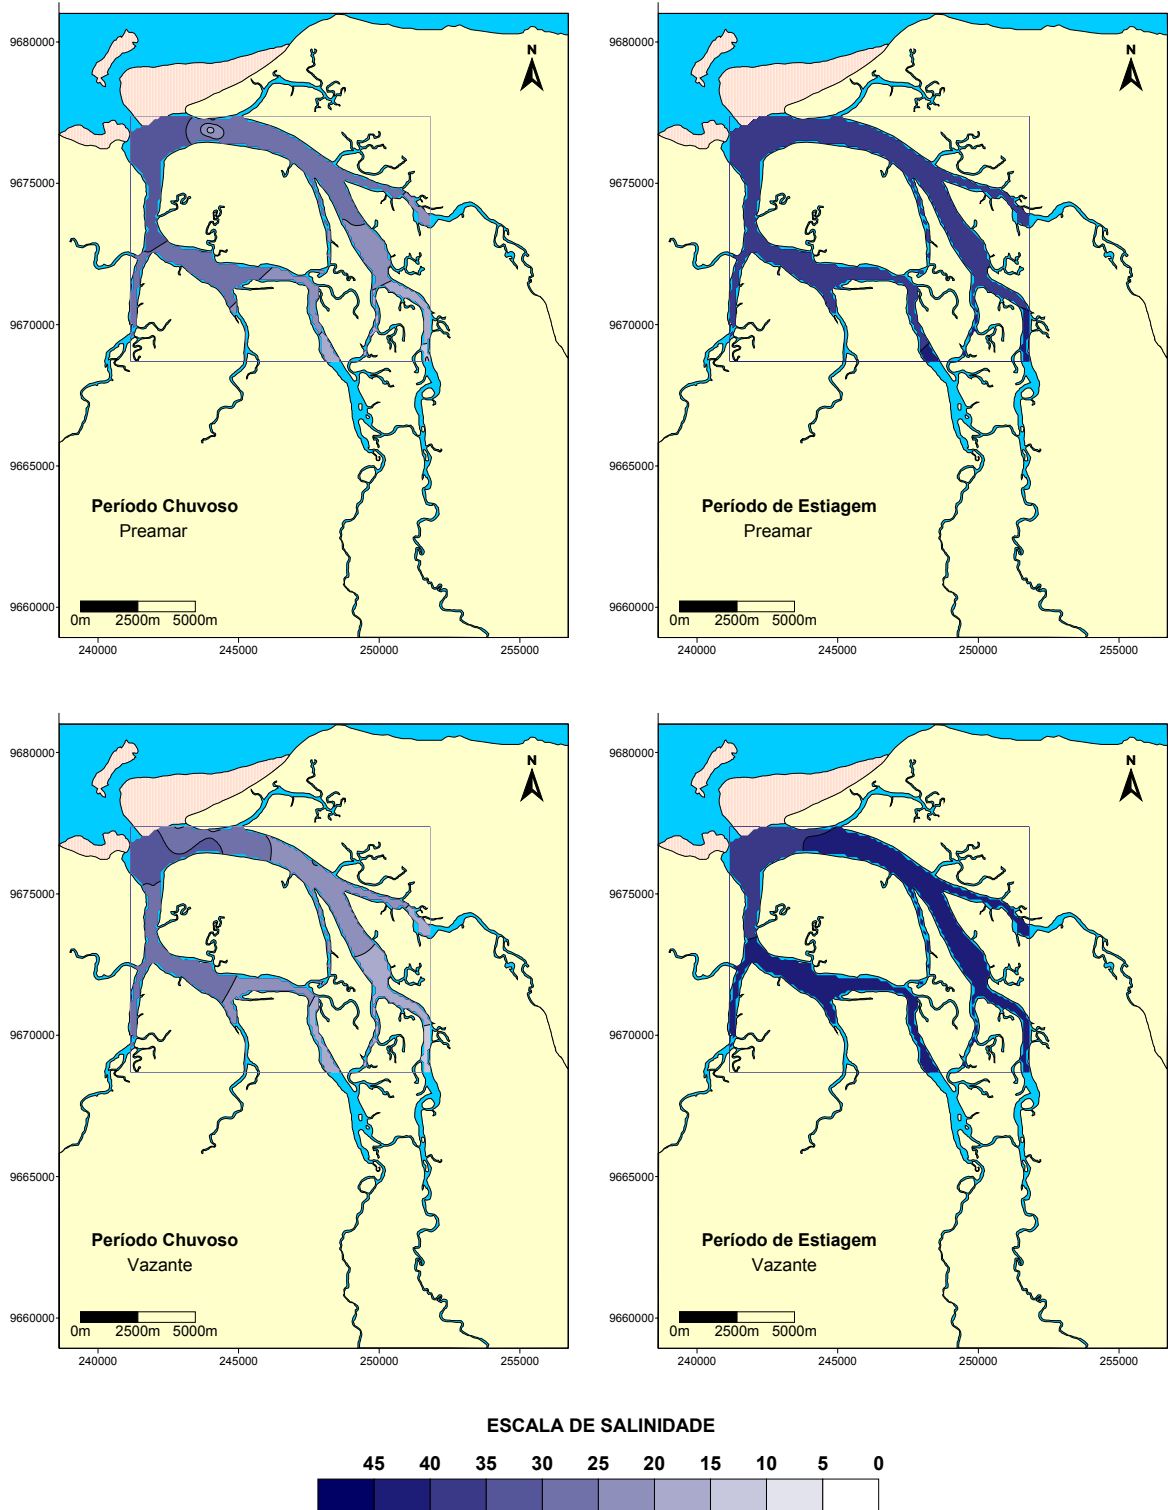 9680000
N
9675000
9670000
9665000
Período Chuvoso
Preamar
9660000
0m 2500m 5000m
240000 245000 250000 255000
9680000
N
9675000
9670000
9665000
Período de Estiagem
Preamar
9660000
0m 2500m 5000m
240000 245000 250000 255000
9680000
N
9675000
9670000
9665000
Período Chuvoso
Vazante
9660000
0m 2500m 5000m
240000 245000 250000 255000
9680000
N
9675000
9670000
9665000
Período de Estiagem
Vazante
9660000
0m 2500m 5000m
240000 245000 250000 255000
ESCALA DE SALINIDADE
45 40 35 30 25 20 15 10 5 0